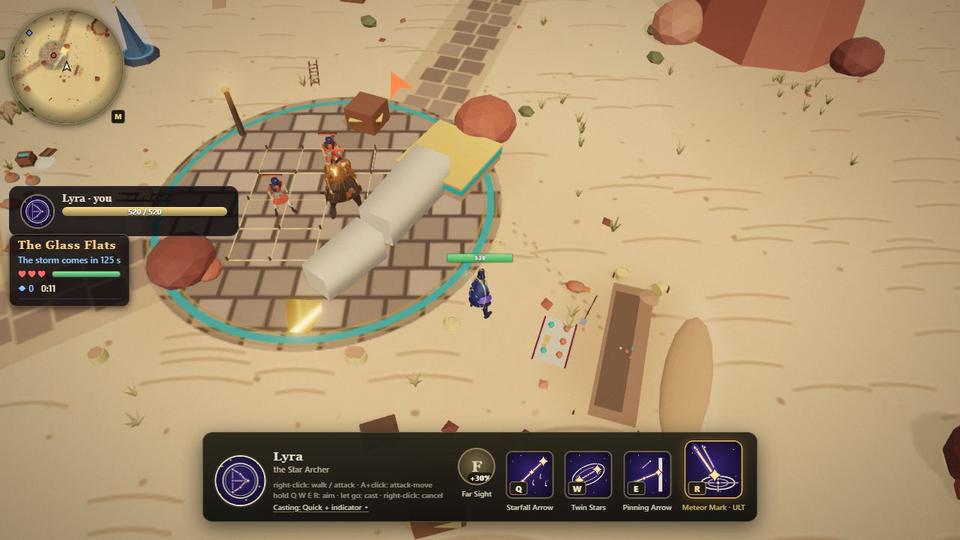 M
Lyra · you
520 / 520
The Glass Flats
The storm comes in 125 s
0 0:11
520
Lyra
the Star Archer
right-click: walk / attack · A+click: attack-move
hold Q W E R: aim · let go: cast · right-click: cancel
Casting: Quick + indicator
F
+30%
Far Sight
Q
Starfall Arrow
W
Twin Stars
E
Pinning Arrow
R
Meteor Mark · ULT